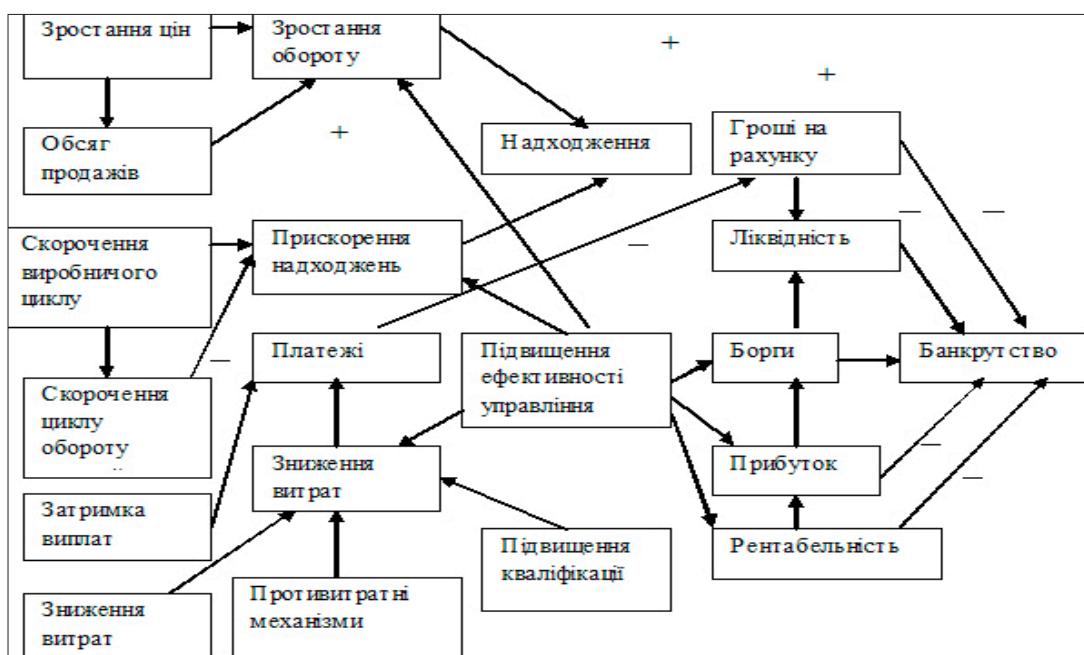 Зростання цін
Зростання
обороту
+
+
Обсяг
продажів
+
Надходження
Гроші на
рахунку
Скорочення
виробничого
циклу
Прискорення
надходжень
—
—
—
Ліквідність
—
Платежі
Підвищення
ефективності
управління
Борги
Банкрутство
Скорочення
циклу
обороту
Зниження
витрат
Прибуток
—
—
Затримка
виплат
Підвищення
кваліфікації
Рентабельність
Зниження
витрат
Противитратні
механізми